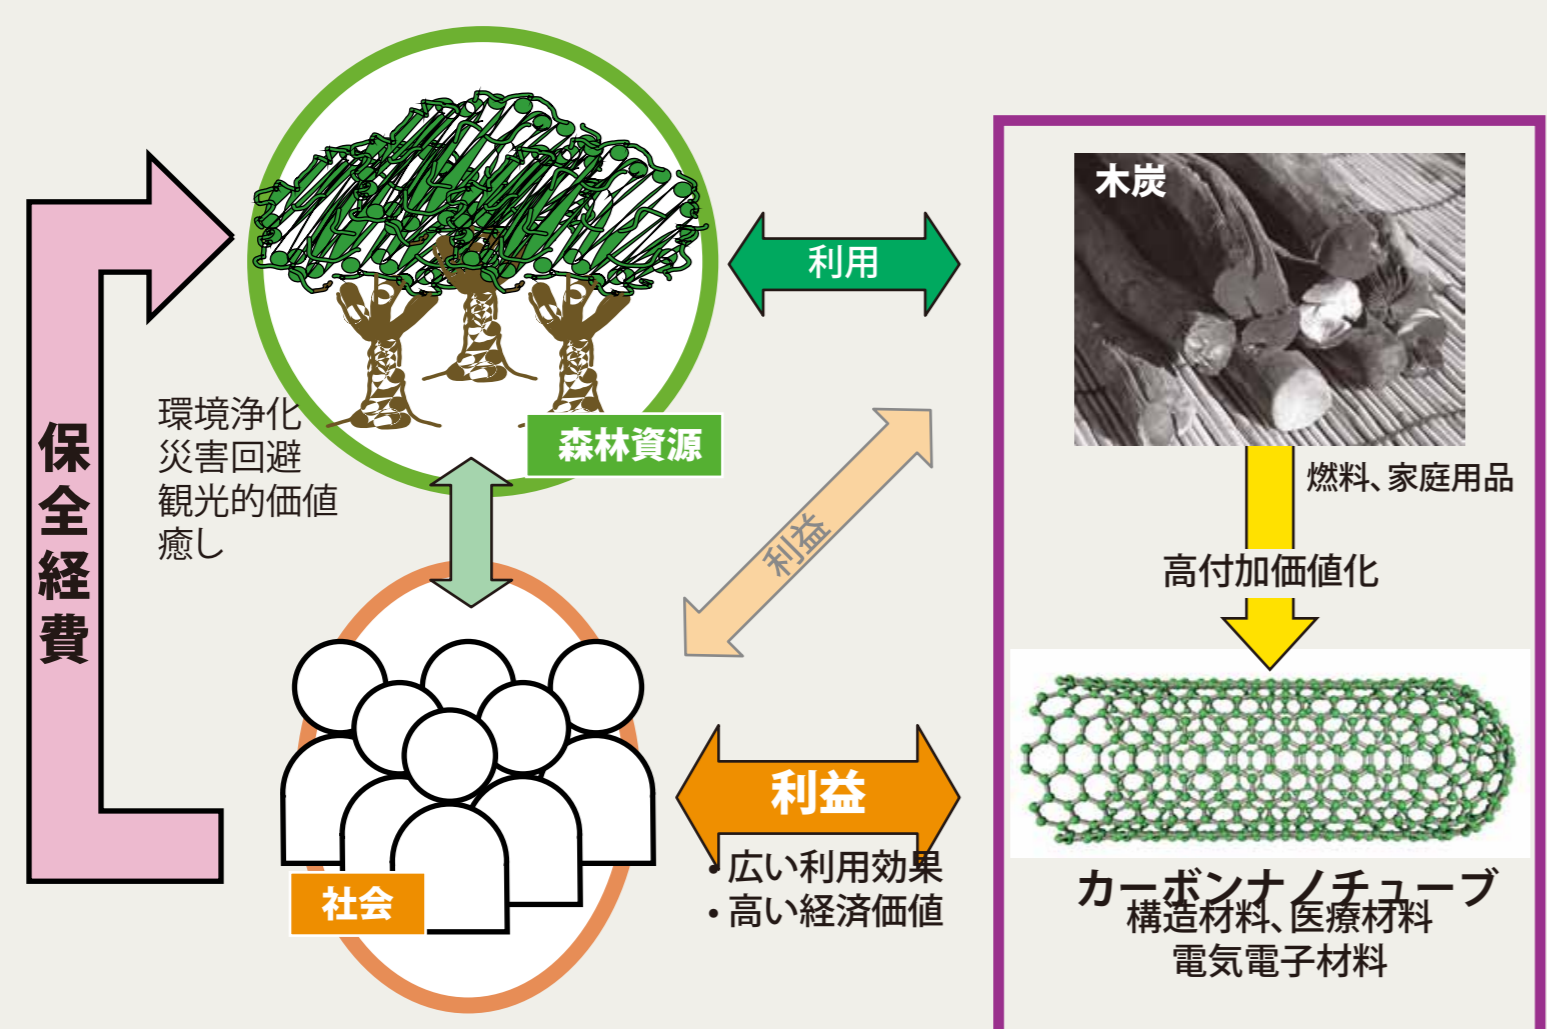 木炭
利用
保全経費
環境浄化
災害回避
観光的価値
癒し
森林資源
燃料、家庭用品
利益
高付加価値化
利益
・広い利用効果
・高い経済価値
社会
カーボンナノチューブ
構造材料、医療材料
電気電子材料